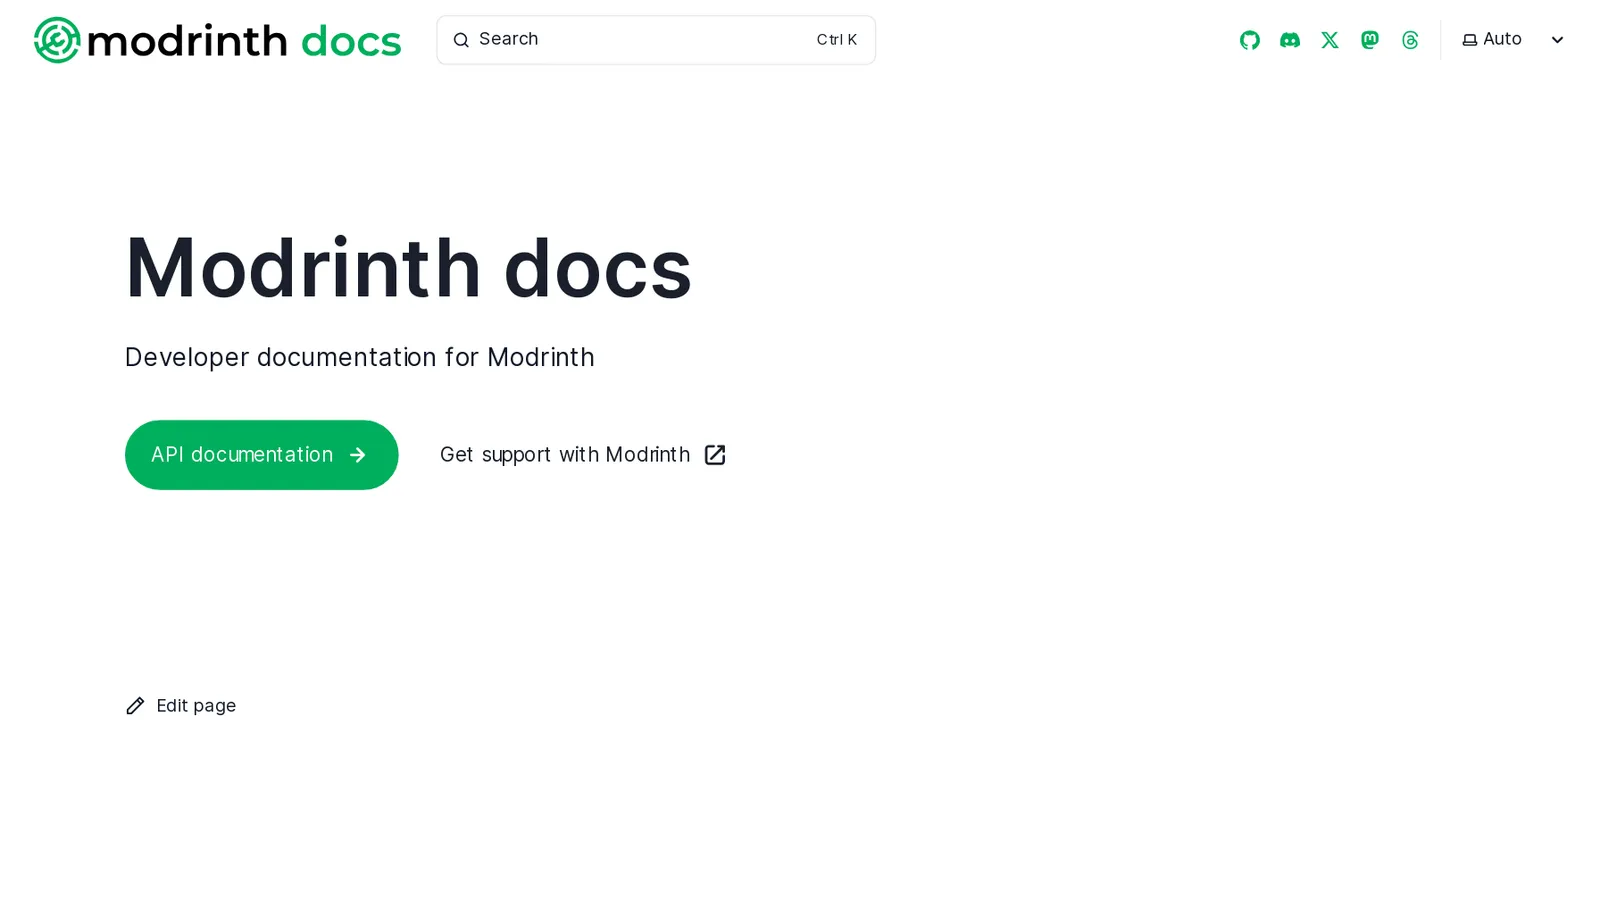 modrinth docs
Search
Ctrl K
Auto
Modrinth docs
Developer documentation for Modrinth
API documentation
Get support with Modrinth
Edit page